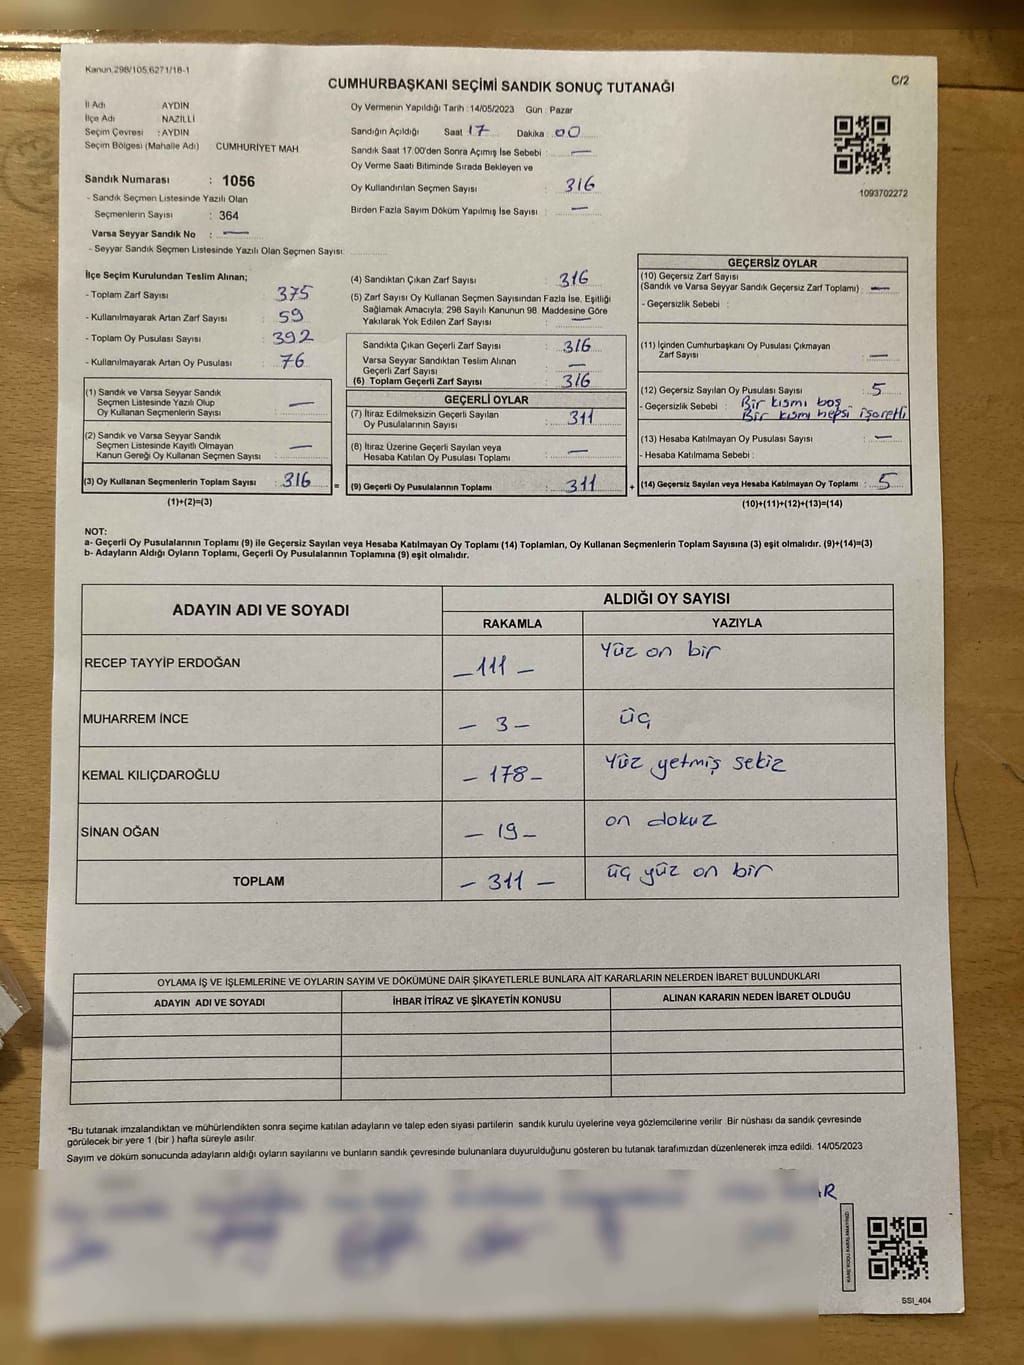 Kanun.298/105,6271/18-1
C/2
CUMHURBAŞKANI SEÇİMİ SANDIK SONUÇ TUTANAĞI
İl Adı AYDIN
İlçe Adı NAZİLLİ
Seçim Çevresi : AYDIN
Seçim Bölgesi (Mahalle Adı) CUMHURİYET MAH
Sandık Numarası : 1056
- Sandık Seçmen Listesinde Yazılı Olan
Seçmenlerin Sayısı : 364
Varsa Seyyar Sandık No : —
- Seyyar Sandık Seçmen Listesinde Yazılı Olan Seçmen Sayısı:
Oy Vermenin Yapıldığı Tarih : 14/05/2023 Gün : Pazar
Sandığın Açıldığı Saat 17 Dakika : 00
Sandık Saat 17.00'den Sonra Açımış İse Sebebi : —
Oy Verme Saati Bitiminde Sırada Bekleyen ve
Oy Kullandırılan Seçmen Sayısı : 316
Birden Fazla Sayım Döküm Yapılmış İse Sayısı : —
1093702272
İlçe Seçim Kurulundan Teslim Alınan;
- Toplam Zarf Sayısı : 375
- Kullanılmayarak Artan Zarf Sayısı : 59
- Toplam Oy Pusulası Sayısı : 392
- Kullanılmayarak Artan Oy Pusulası : 76
(1) Sandık ve Varsa Seyyar Sandık
Seçmen Listesinde Yazılı Olup
Oy Kullanan Seçmenlerin Sayısı : —
(2) Sandık ve Varsa Seyyar Sandık
Seçmen Listesinde Kayıtlı Olmayan
Kanun Gereği Oy Kullanan Seçmen Sayısı : —
(3) Oy Kullanan Seçmenlerin Toplam Sayısı : 316
(1)+(2)=(3)
=
(4) Sandıktan Çıkan Zarf Sayısı : 316
(5) Zarf Sayısı Oy Kullanan Seçmen Sayısından Fazla İse, Eşitliği
Sağlamak Amacıyla; 298 Sayılı Kanunun 98. Maddesine Göre
Yakılarak Yok Edilen Zarf Sayısı : —
Sandıkta Çıkan Geçerli Zarf Sayısı : 316
Varsa Seyyar Sandıktan Teslim Alınan
Geçerli Zarf Sayısı : —
(6) Toplam Geçerli Zarf Sayısı : 316
GEÇERLİ OYLAR
(7) İtiraz Edilmeksizin Geçerli Sayılan
Oy Pusulasının Sayısı : 311
(8) İtiraz Üzerine Geçerli Sayılan veya
Hesaba Katılan Oy Pusulası Toplamı : —
(9) Geçerli Oy Pusulalarının Toplamı : 311
+
GEÇERSİZ OYLAR
(10) Geçersiz Zarf Sayısı
(Sandık ve Varsa Seyyar Sandık Geçersiz Zarf Toplamı) : —
- Geçersizlik Sebebi :
(11) İçinden Cumhurbaşkanı Oy Pusulası Çıkmayan
Zarf Sayısı : —
(12) Geçersiz Sayılan Oy Pusulası Sayısı : 5
- Geçersizlik Sebebi : Bir kısmı boş
Bir kısmı hepsi işaretli
(13) Hesaba Katılmayan Oy Pusulası Sayısı : —
- Hesaba Katılmama Sebebi :
(14) Geçersiz Sayılan veya Hesaba Katılmayan Oy Toplamı : 5
(10)+(11)+(12)+(13)=(14)
NOT:
a- Geçerli Oy Pusulalarının Toplamı (9) ile Geçersiz Sayılan veya Hesaba Katılmayan Oy Toplamı (14) Toplamları, Oy Kullanan Seçmenlerin Toplam Sayısına (3) eşit olmalıdır. (9)+(14)=(3)
b- Adayların Aldığı Oyların Toplamı, Geçerli Oy Pusulalarının Toplamına (9) eşit olmalıdır.
ADAYIN ADI VE SOYADI ALDIĞI OY SAYISI
RAKAMLA YAZIYLA
RECEP TAYYİP ERDOĞAN – 111 – Yüz on bir
MUHARREM İNCE – 3 – üç
KEMAL KILIÇDAROĞLU – 178 – Yüz yetmiş sekiz
SİNAN OĞAN – 19 – on dokuz
TOPLAM – 311 – üç yüz on bir
OYLAMA İŞ VE İŞLEMLERİNE VE OYLARIN SAYIM VE DÖKÜMÜNE DAİR ŞİKAYETLERLE BUNLARA AİT KARARLARIN NELERDEN İBARET BULUNDUKLARI
ADAYIN ADI VE SOYADI İHBAR İTİRAZ VE ŞİKAYETİN KONUSU ALINAN KARARIN NEDEN İBARET OLDUĞU
*Bu tutanak imzalandıktan ve mühürlendikten sonra seçime katılan adayların ve talep eden siyasi partilerin sandık kurulu üyelerine veya gözlemcilerine verilir. Bir nüshası da sandık çevresinde
görülecek bir yere 1 (bir ) hafta süreyle asılır.
Sayım ve döküm sonucunda adayların aldığı oyların sayılarını ve bunların sandık çevresinde bulunanlara duyurulduğunu gösteren bu tutanak tarafımızdan düzenlenerek imza edildi. 14/05/2023
SSI_404